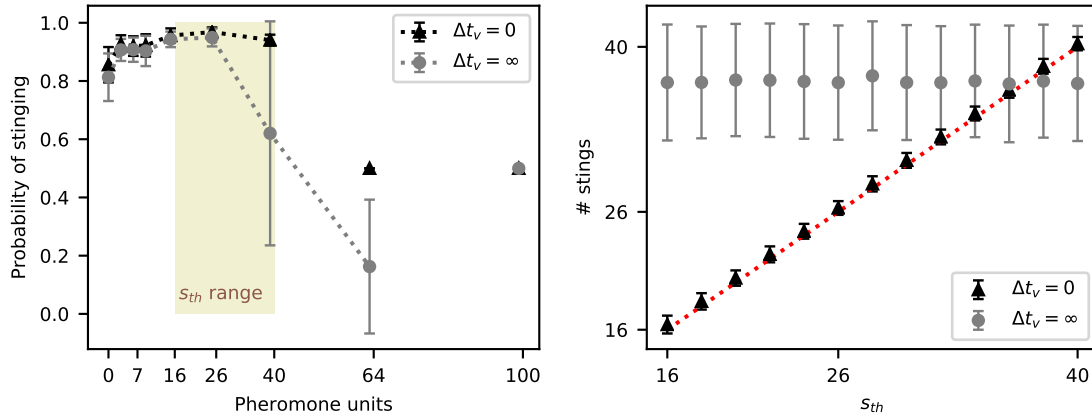 1.0
0.8
0.6
0.4
0.2
0.0
Probability of stinging
Δt_v = 0
Δt_v = ∞
s_th range
0 7 16 26 40 64 100
Pheromone units
40
26
16
# stings
Δt_v = 0
Δt_v = ∞
16 26 40
s_th